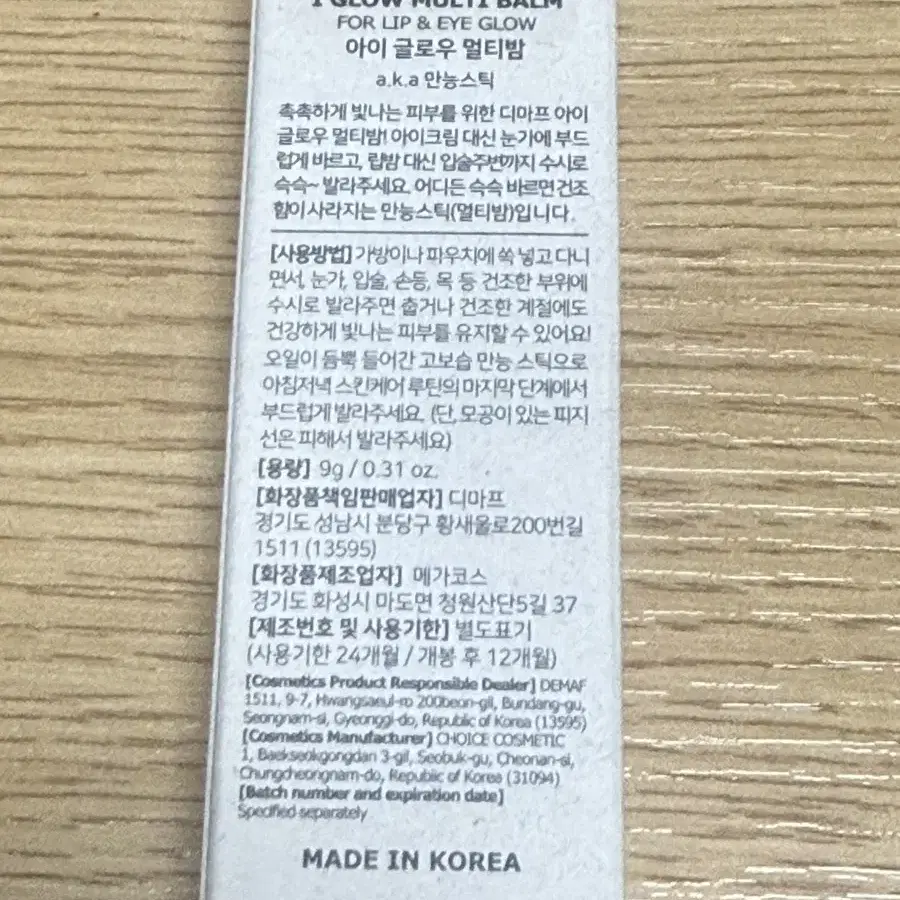 I GLOW MULTI BALM
FOR LIP & EYE GLOW
아이 글로우 멀티밤
a.k.a 만능스틱
촉촉하게 빛나는 피부를 위한 디마프 아이
글로우 멀티밤! 아이크림 대신 눈가에 부드
럽게 바르고, 립밤 대신 입술주변까지 수시로
슥슥~ 발라주세요. 어디든 슥슥 바르면 건조
함이 사라지는 만능스틱(멀티밤)입니다.
[사용방법] 가방이나 파우치에 쏙 넣고 다니
면서, 눈가, 입술, 손등, 목 등 건조한 부위에
수시로 발라주면 춥거나 건조한 계절에도
건강하게 빛나는 피부를 유지할 수 있어요!
오일이 듬뿍 들어간 고보습 만능 스틱으로
아침저녁 스킨케어 루틴의 마지막 단계에서
부드럽게 발라주세요. (단, 모공이 있는 피지
선은 피해서 발라주세요)
[용량] 9g / 0.31 oz.
[화장품책임판매업자] 디마프
경기도 성남시 분당구 황새울로200번길
1511 (13595)
[화장품제조업자] 메가코스
경기도 화성시 마도면 청원산단5길 37
[제조번호 및 사용기한] 별도표기
(사용기한 24개월 / 개봉 후 12개월)
[Cosmetics Product Responsible Dealer] DEMAF
1511, 9-7, Hwangsaeul-ro 200beon-gil, Bundang-gu,
Seongnam-si, Gyeonggi-do, Republic of Korea (13595)
[Cosmetics Manufacturer] CHOICE COSMETIC
1, Baekseokgongdan 3-gil, Seobuk-gu, Cheonan-si,
Chungcheongnam-do, Republic of Korea (31094)
[Batch number and expiration date]
Specified separately
MADE IN KOREA